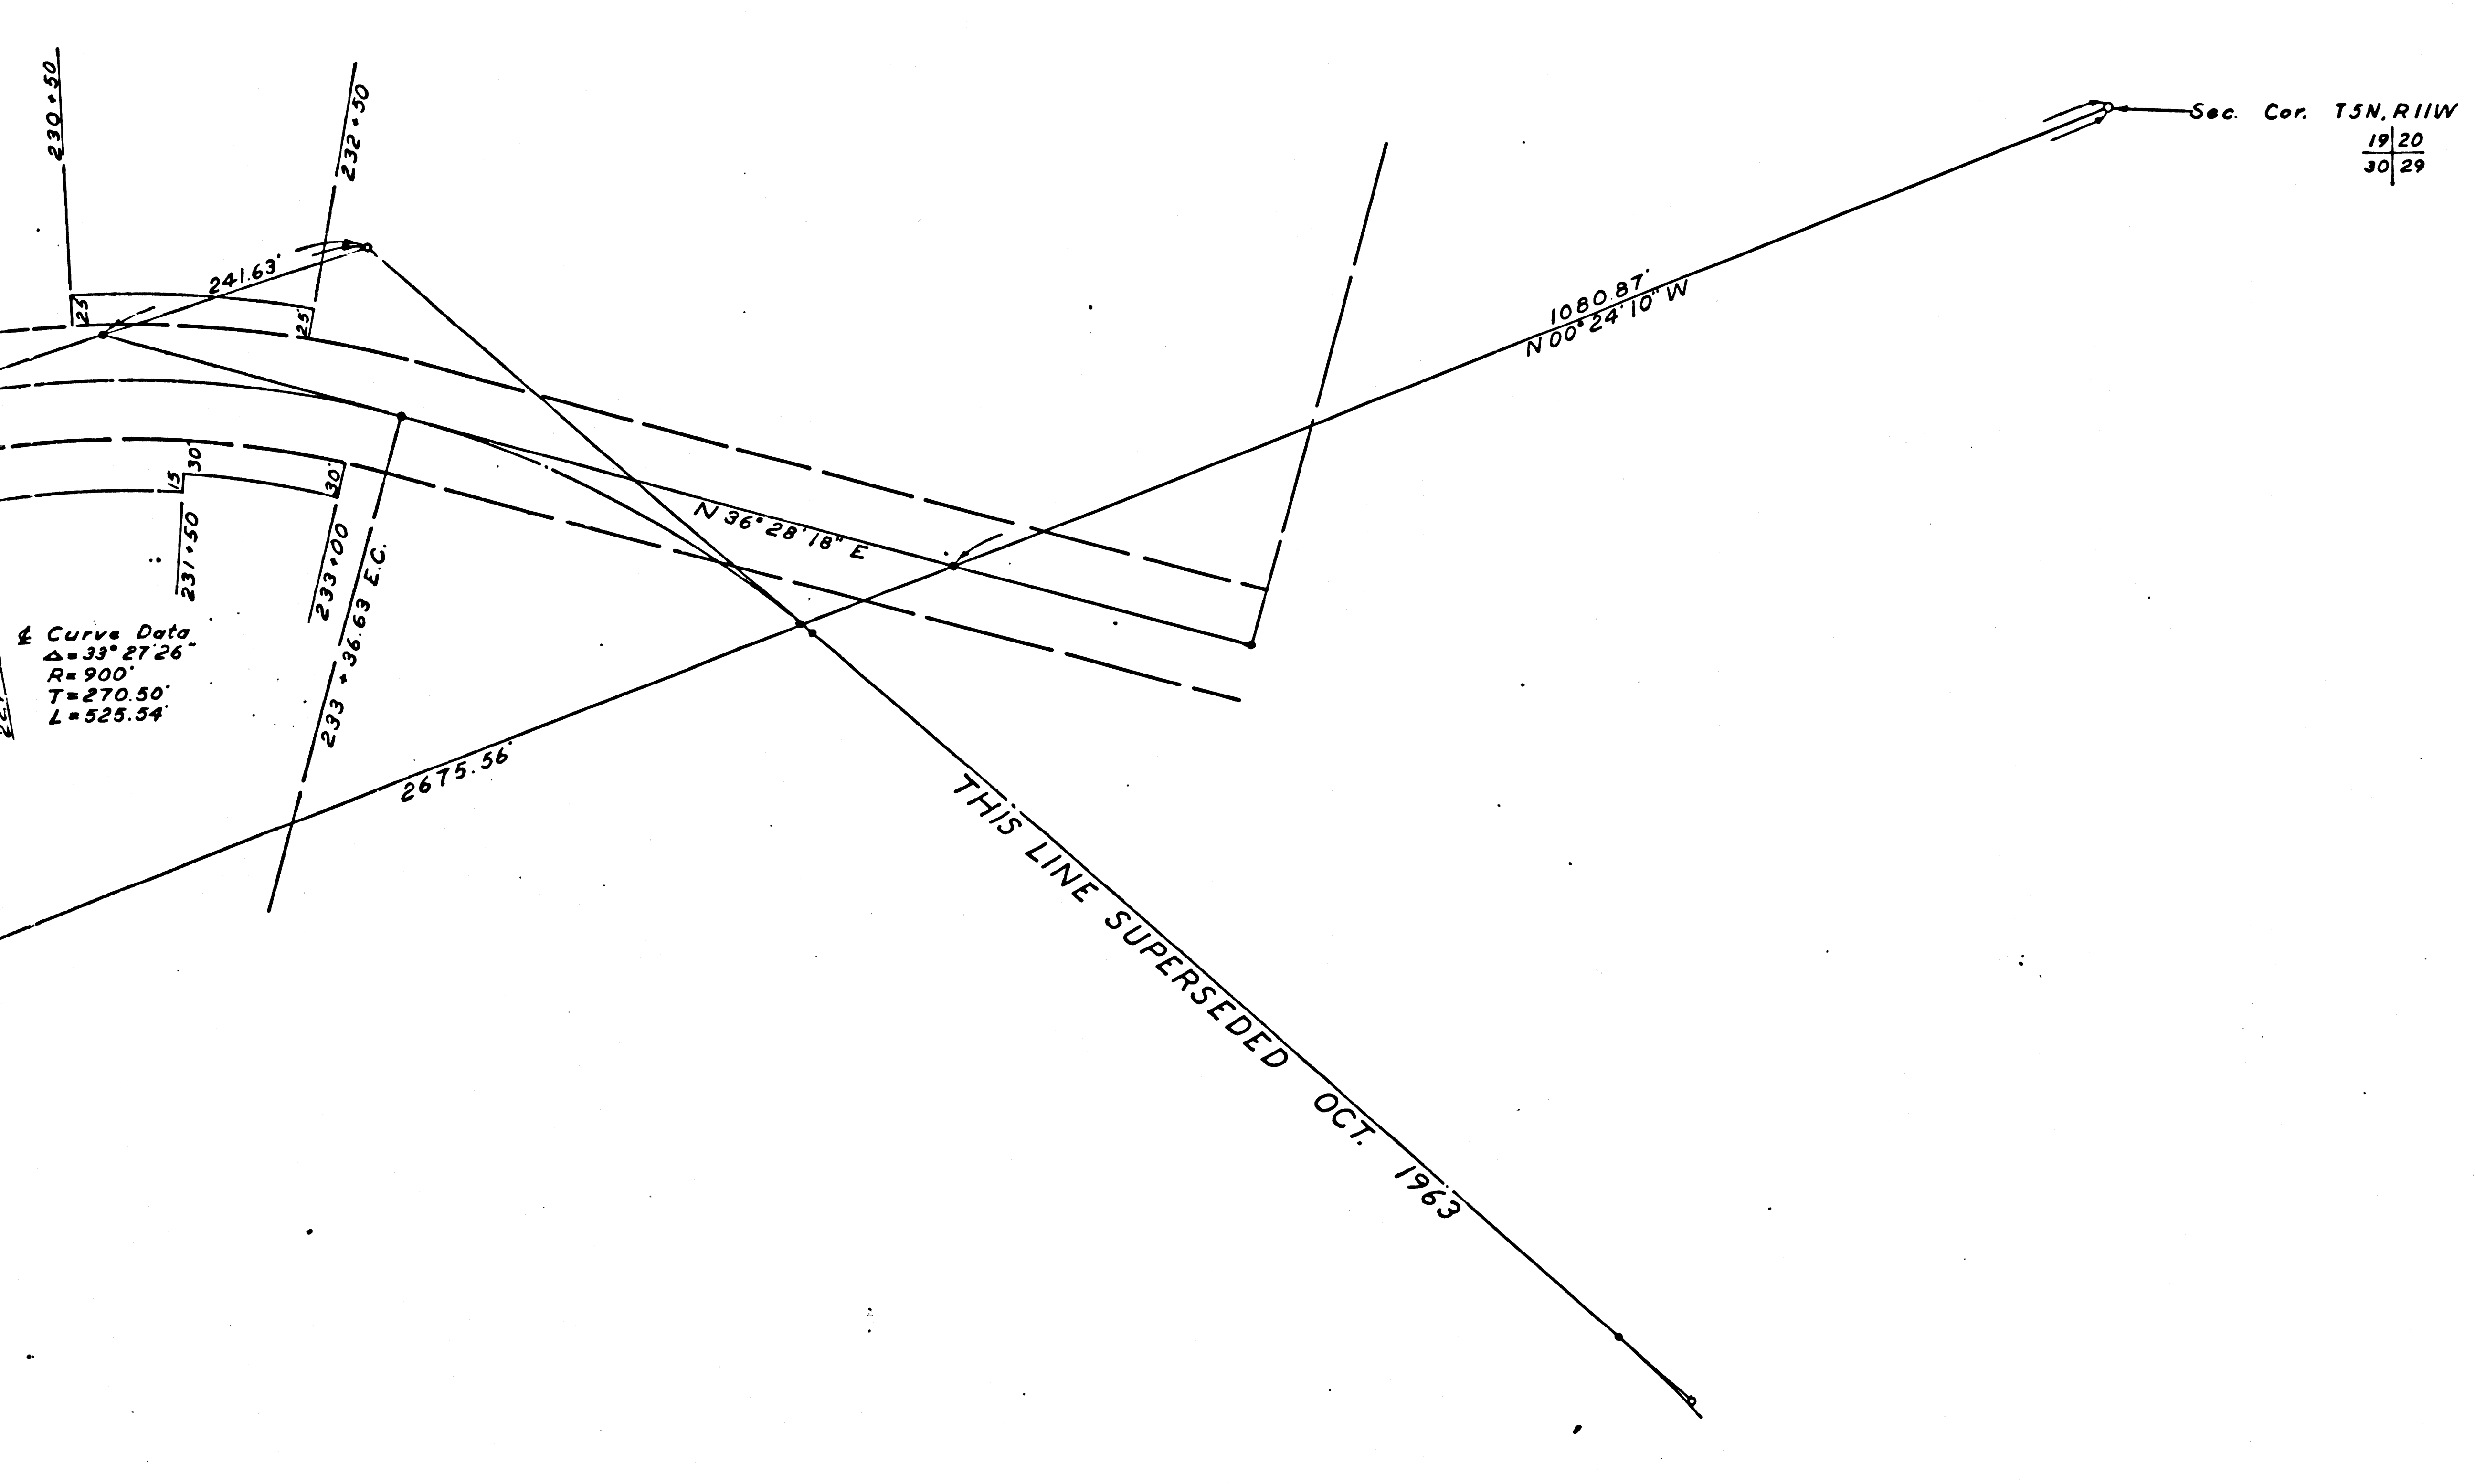 230+50
232+50
Sec. Cor. T5N, R11W
19 20
30 29
241.63'
25'
25'
1080.87'
N00°24'10"W
30'
15
30'
N 36°28'18" E
231+50
233+00
233+36.63 E.C.
℄ Curve Data
Δ=33°27'26"
R=900'
T=270.50'
L=525.54'
2675.56'
THIS LINE SUPERSEDED OCT. 1963